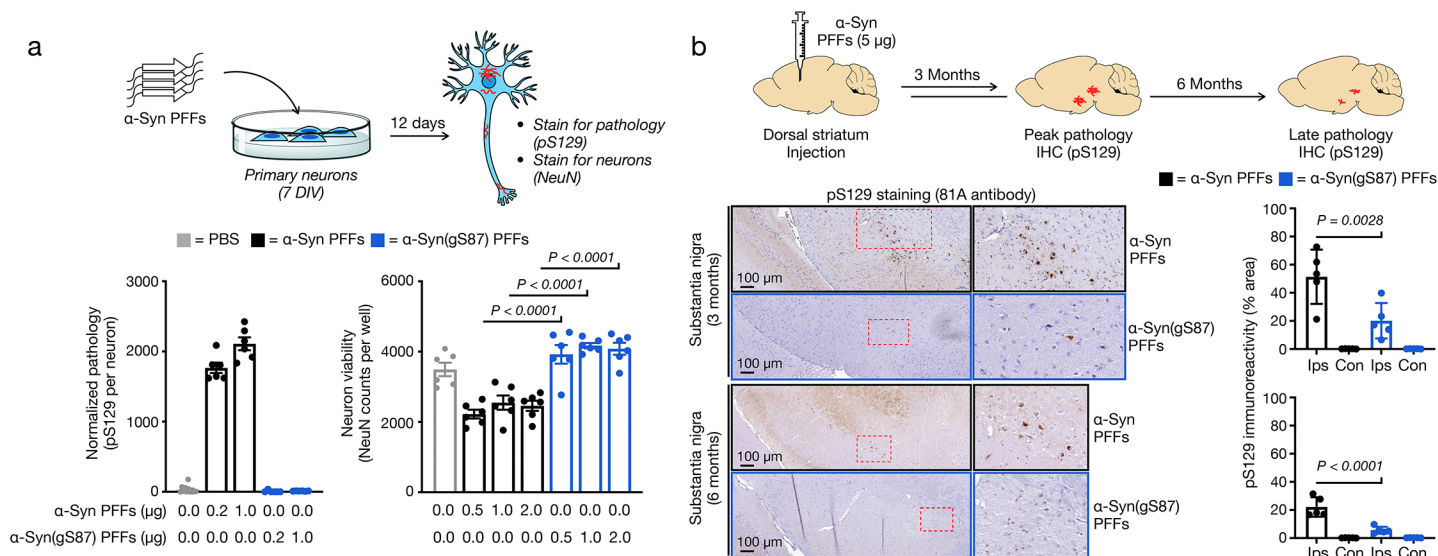 a
α-Syn PFFs
Primary neurons
(7 DIV)
12 days
• Stain for pathology
(pS129)
• Stain for neurons
(NeuN)
= PBS = α-Syn PFFs = α-Syn(gS87) PFFs
Normalized pathology
(pS129 per neuron)
3000
2000
1000
0
α-Syn PFFs (µg) 0.0 0.2 1.0 0.0 0.0
α-Syn(gS87) PFFs (µg) 0.0 0.0 0.0 0.2 1.0
Neuron viability
(NeuN counts per well)
6000
4000
2000
0
P < 0.0001
P < 0.0001
P < 0.0001
0.0 0.5 1.0 2.0 0.0 0.0 0.0
0.0 0.0 0.0 0.0 0.5 1.0 2.0
b
α-Syn
PFFs (5 µg)
Dorsal striatum
Injection
3 Months
Peak pathology
IHC (pS129)
6 Months
Late pathology
IHC (pS129)
= α-Syn PFFs = α-Syn(gS87) PFFs
pS129 staining (81A antibody)
Substantia nigra
(3 months)
100 µm
α-Syn
PFFs
100 µm
α-Syn(gS87)
PFFs
Substantia nigra
(6 months)
100 µm
α-Syn
PFFs
100 µm
α-Syn(gS87)
PFFs
pS129 immunoreactivity (% area)
100
80
60
40
20
0
P = 0.0028
Ips Con Ips Con
100
80
60
40
20
0
P < 0.0001
Ips Con Ips Con